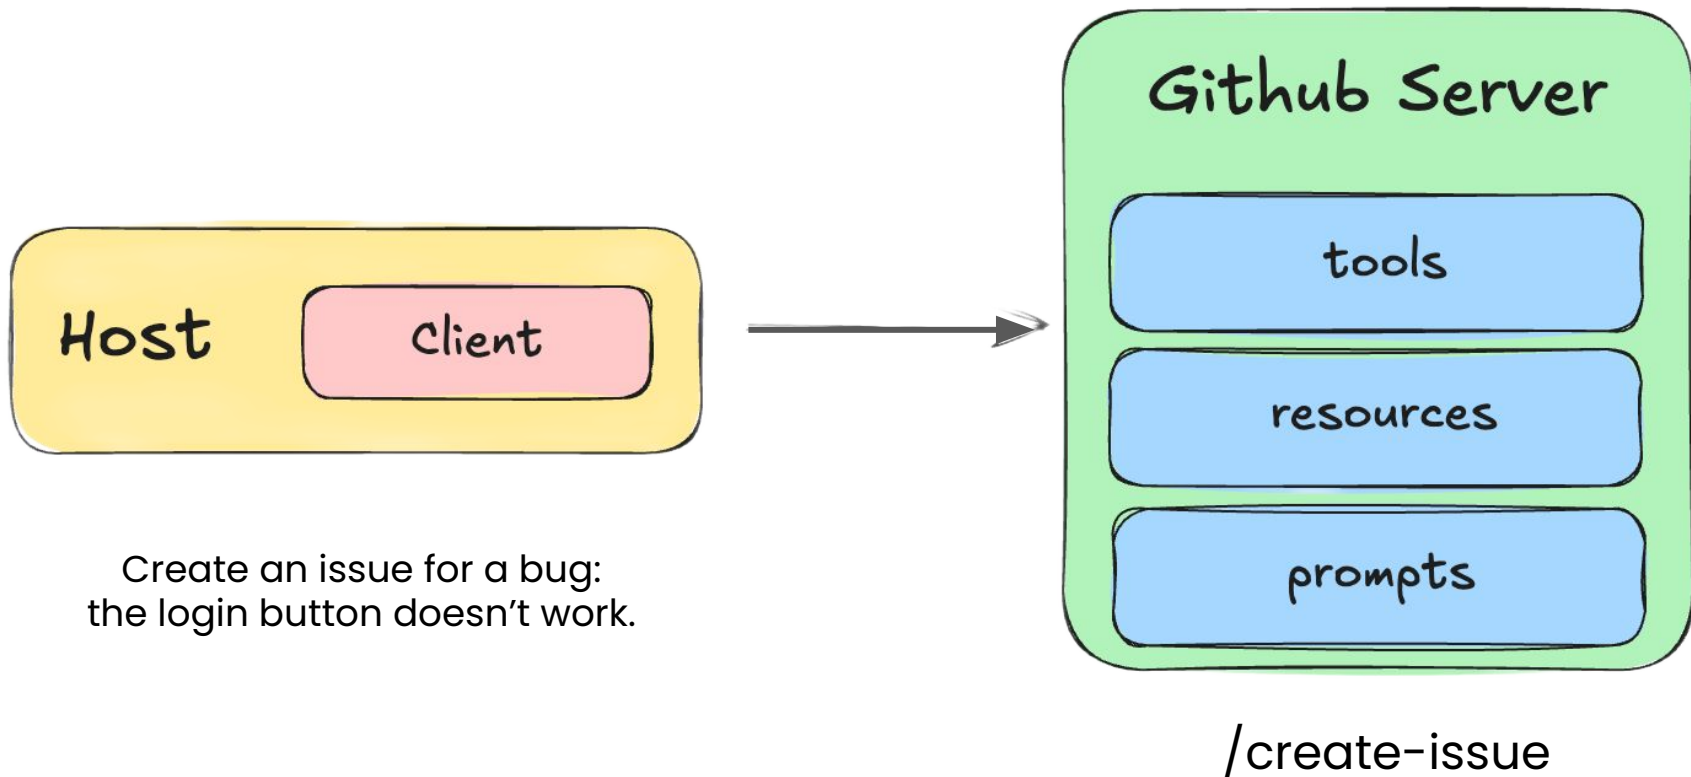 Github Server
tools
Host
Client
resources
prompts
Create an issue for a bug:
the login button doesn’t work.
/create-issue